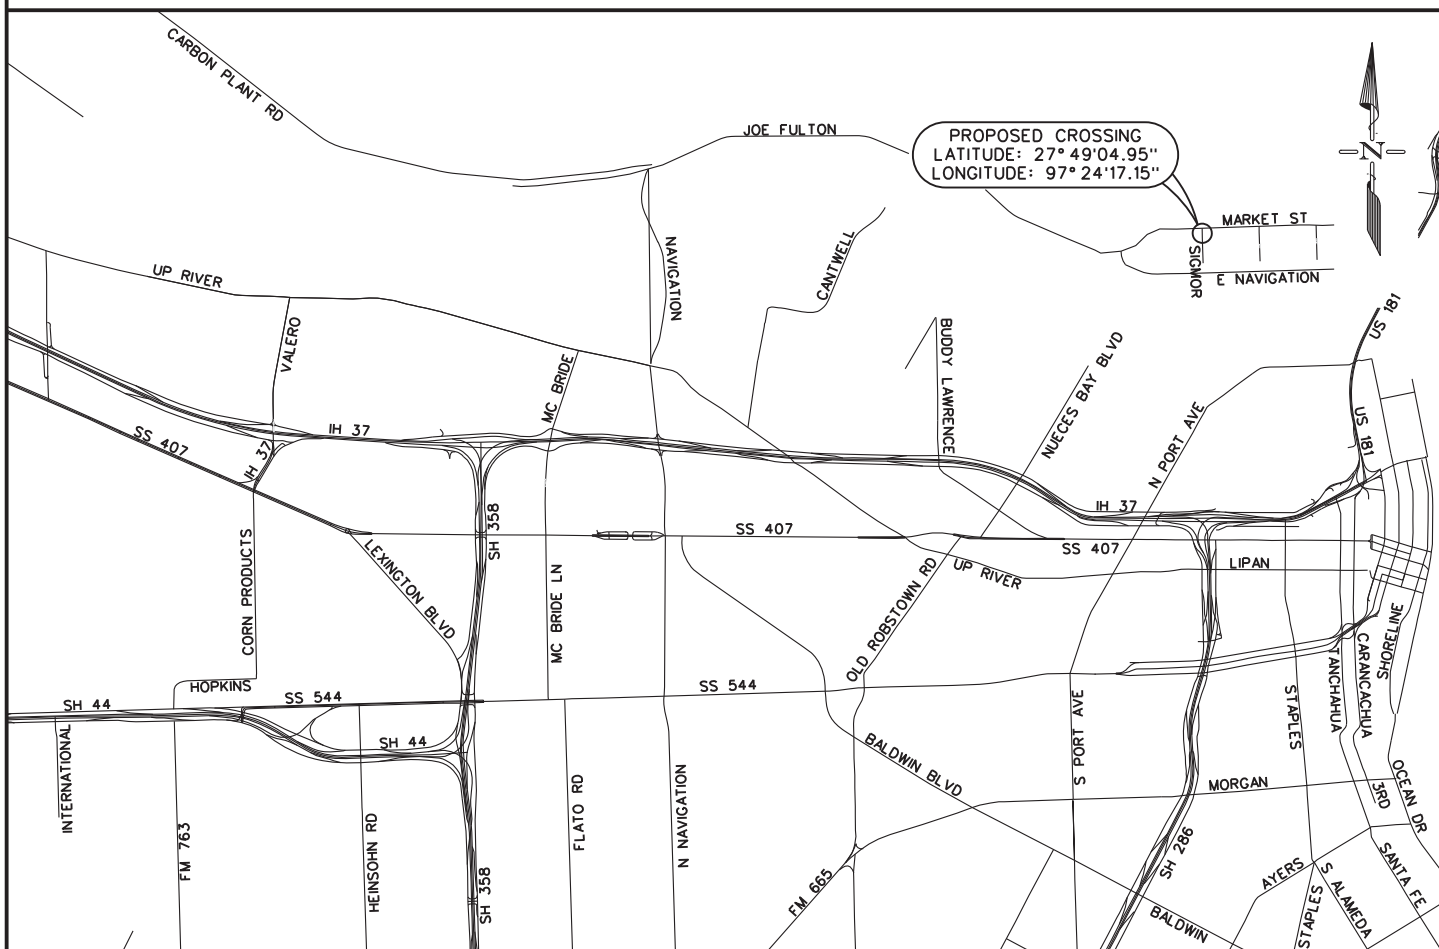 CARBON PLANT RD
JOE FULTON
PROPOSED CROSSING
LATITUDE: 27° 49'04.95"
LONGITUDE: 97° 24'17.15"
N
MARKET ST
SIGMOR
E NAVIGATION
UP RIVER
NAVIGATION
CANTWELL
VALERO
MC BRIDE
BUDDY LAWRENCE
NUECES BAY BLVD
US 181
N PORT AVE
US 181
SS 407
IH 37
IH 37
IH 37
SH 358
SS 407
SS 407
LIPAN
UP RIVER
OLD ROBSTOWN RD
LEXINGTON BLVD
CORN PRODUCTS
MC BRIDE LN
HOPKINS
SH 44
SS 544
SS 544
SH 44
INTERNATIONAL
FM 763
HEINSOHN RD
SH 358
FLATO RD
N NAVIGATION
BALDWIN BLVD
S PORT AVE
STAPLES
TANCHAHUA
CARANCAHUA
SHORELINE
MORGAN
3RD
OCEAN DR
SH 286
FM 665
BALDWIN
AYERS
STAPLES
S ALAMEDA
SANTA FE